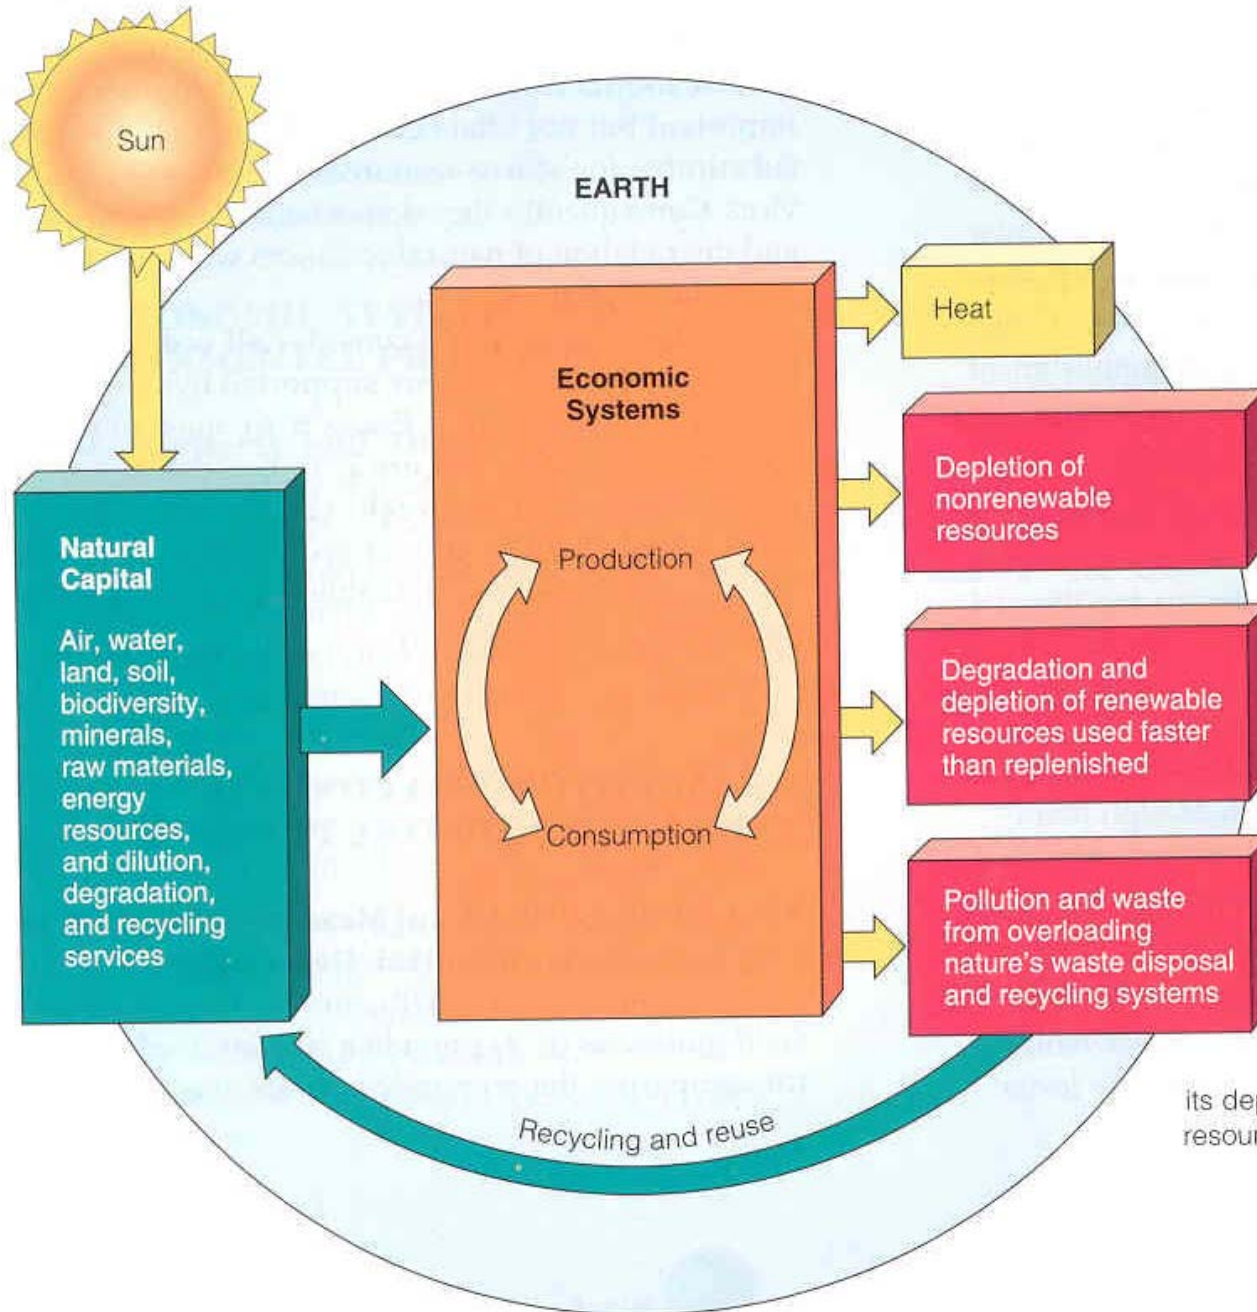 Sun
EARTH
Heat
Economic
Systems
Depletion of
nonrenewable
resources
Natural
Capital
Production
Air, water,
land, soil,
biodiversity,
minerals,
raw materials,
energy
resources,
and dilution,
degradation,
and recycling
services
Degradation and
depletion of renewable
resources used faster
than replenished
Consumption
Pollution and waste
from overloading
nature's waste disposal
and recycling systems
Recycling and reuse
its